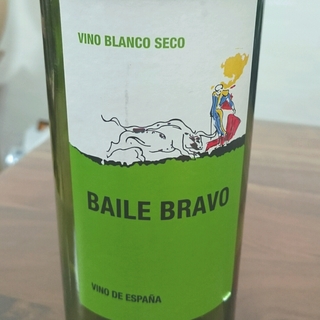 VINO BLANCO SECO
BAILE BRAVO
VINO DE ESPAÑA